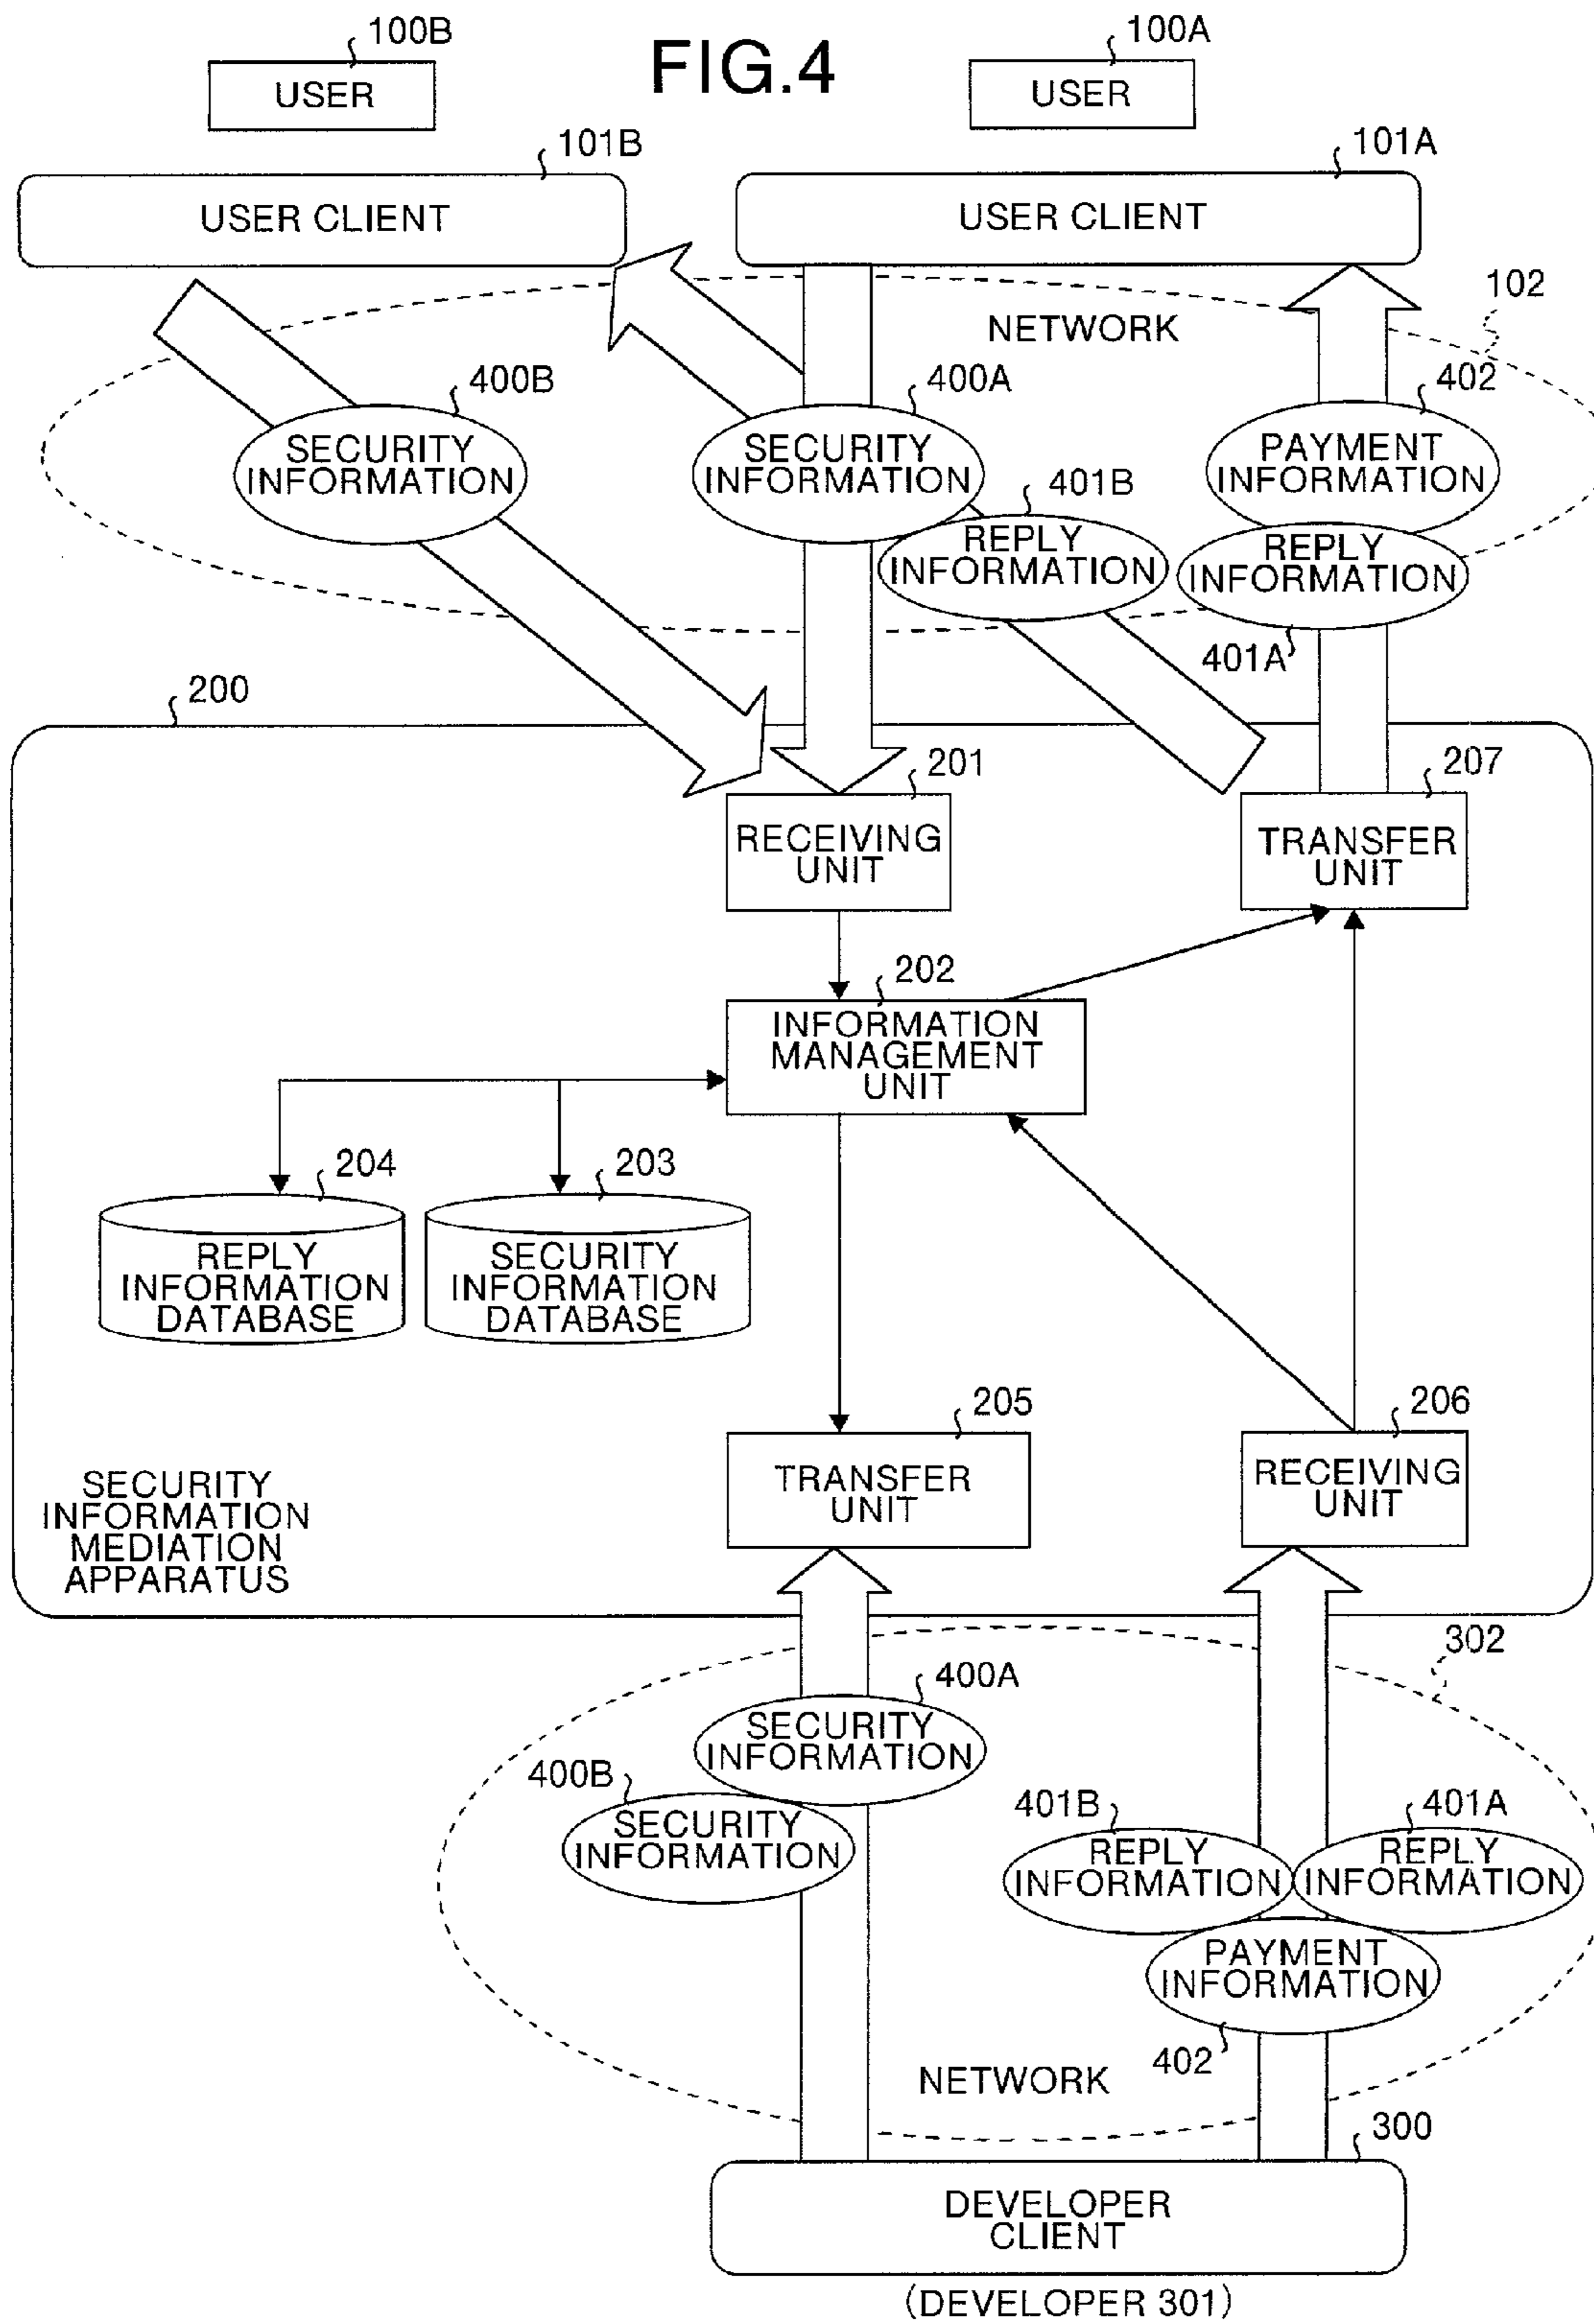 100B
FIG.4
100A
USER
USER
101B
101A
USER CLIENT
USER CLIENT
102
NETWORK
400B
400A
402
SECURITY
INFORMATION
SECURITY
INFORMATION
PAYMENT
INFORMATION
401B
REPLY
INFORMATION
REPLY
INFORMATION
401A
200
201
207
RECEIVING
UNIT
TRANSFER
UNIT
202
INFORMATION
MANAGEMENT
UNIT
204
203
REPLY
INFORMATION
DATABASE
SECURITY
INFORMATION
DATABASE
205
206
TRANSFER
UNIT
RECEIVING
UNIT
SECURITY
INFORMATION
MEDIATION
APPARATUS
302
400A
SECURITY
INFORMATION
400B
SECURITY
INFORMATION
401B
401A
REPLY
INFORMATION
REPLY
INFORMATION
PAYMENT
INFORMATION
402
NETWORK
300
DEVELOPER
CLIENT
(DEVELOPER 301)